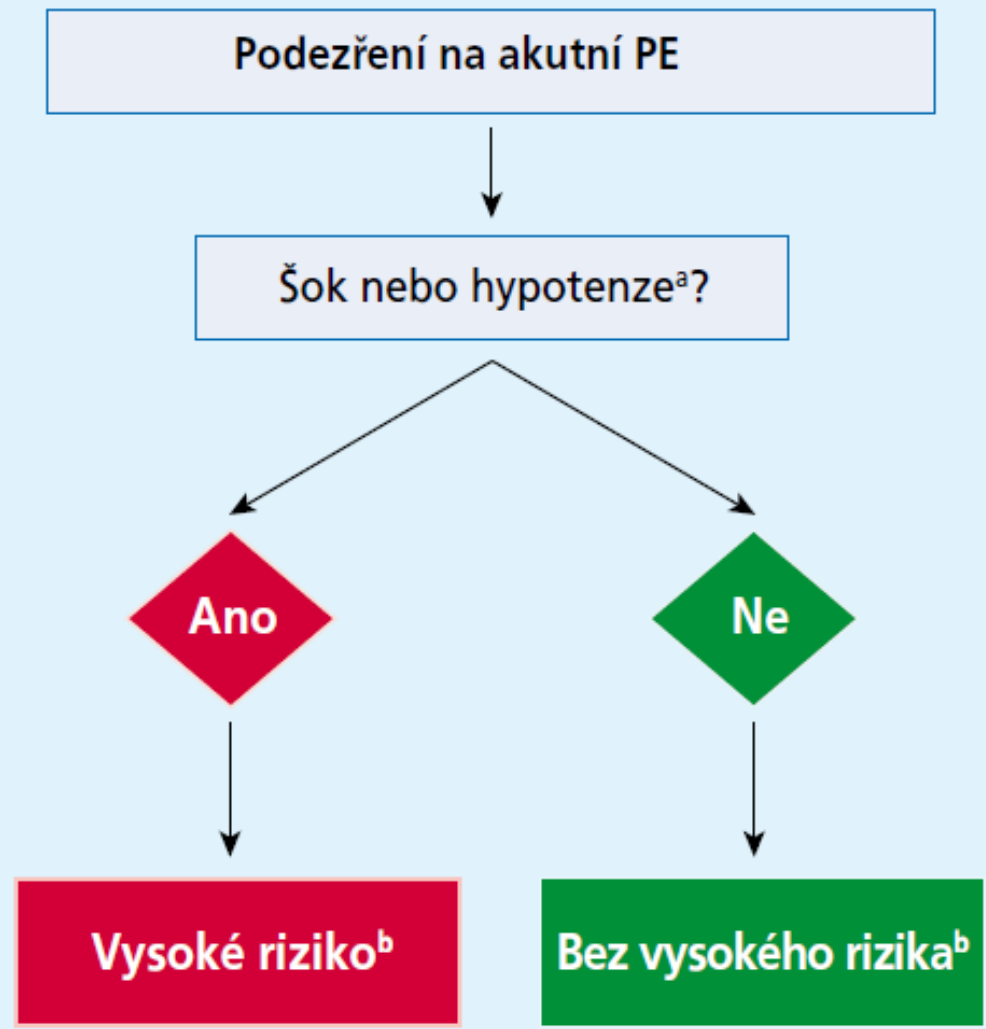 Podezření na akutní PE
Šok nebo hypotenzeᵃ?
Ano
Ne
Vysoké rizikoᵇ
Bez vysokého rizikaᵇ